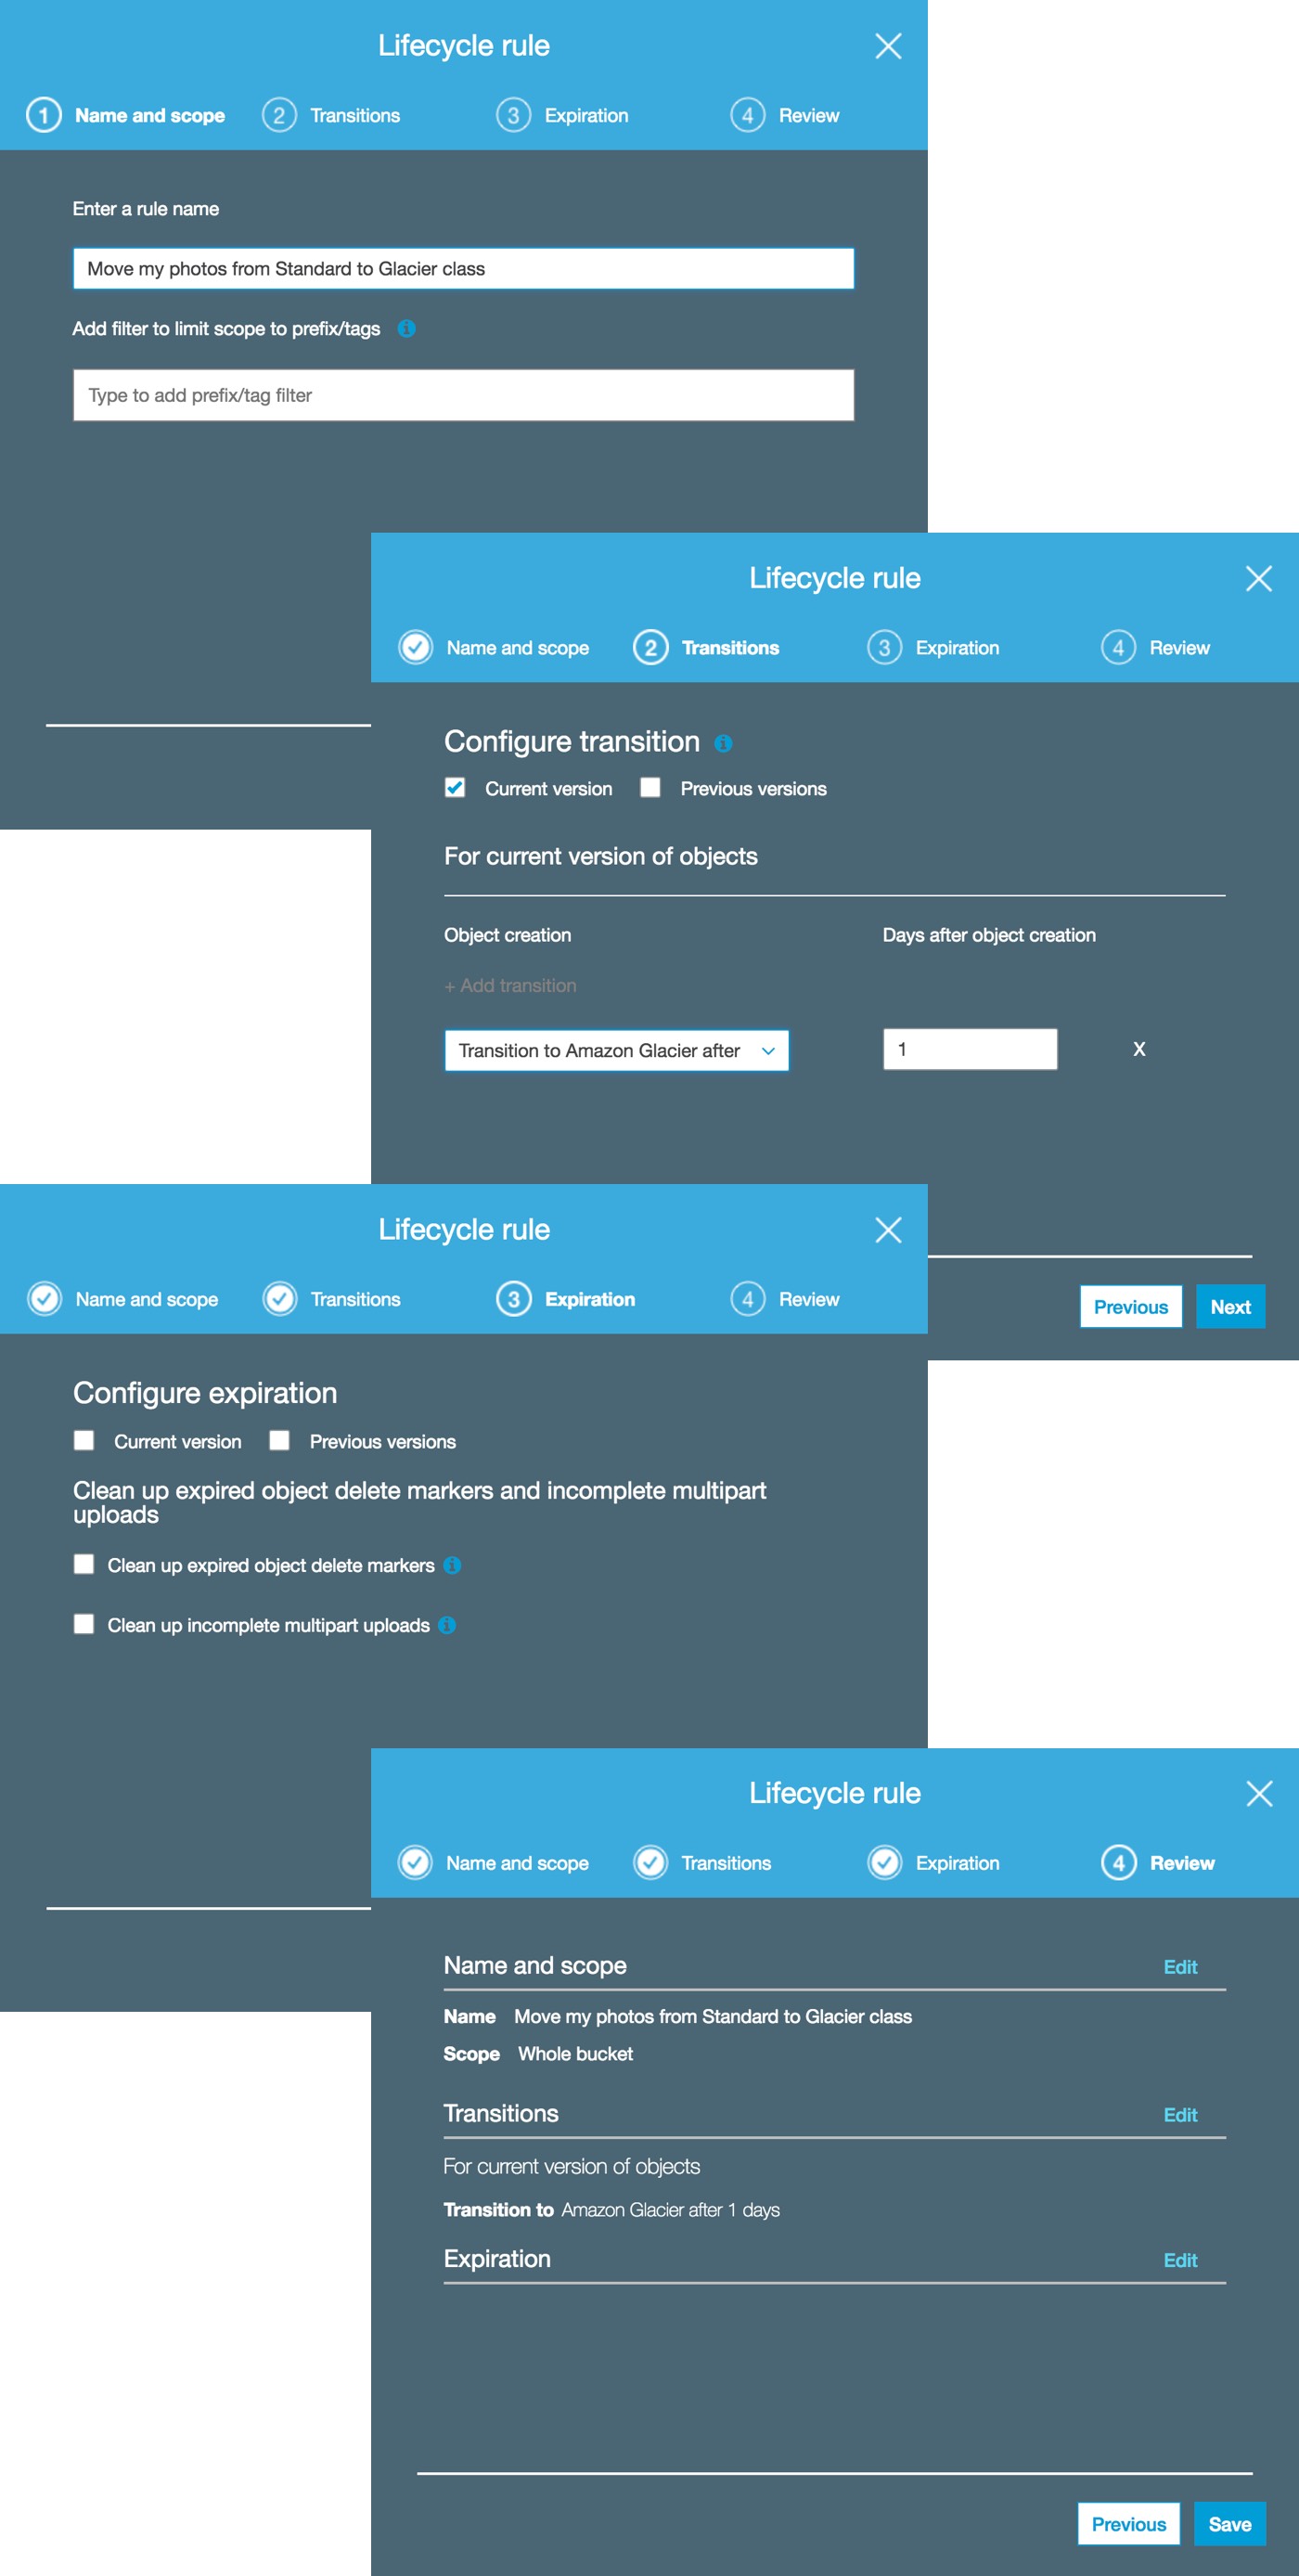 Lifecycle rule
1 Name and scope 2 Transitions 3 Expiration 4 Review
Enter a rule name
Move my photos from Standard to Glacier class
Add filter to limit scope to prefix/tags i
Type to add prefix/tag filter
Lifecycle rule
Name and scope 2 Transitions 3 Expiration 4 Review
Configure transition i
Current version Previous versions
For current version of objects
Object creation Days after object creation
+ Add transition
Transition to Amazon Glacier after 1 X
Previous Next
Lifecycle rule
Name and scope Transitions 3 Expiration 4 Review
Configure expiration
Current version Previous versions
Clean up expired object delete markers and incomplete multipart
uploads
Clean up expired object delete markers i
Clean up incomplete multipart uploads i
Lifecycle rule
Name and scope Transitions Expiration 4 Review
Name and scope Edit
Name Move my photos from Standard to Glacier class
Scope Whole bucket
Transitions Edit
For current version of objects
Transition to Amazon Glacier after 1 days
Expiration Edit
Previous Save